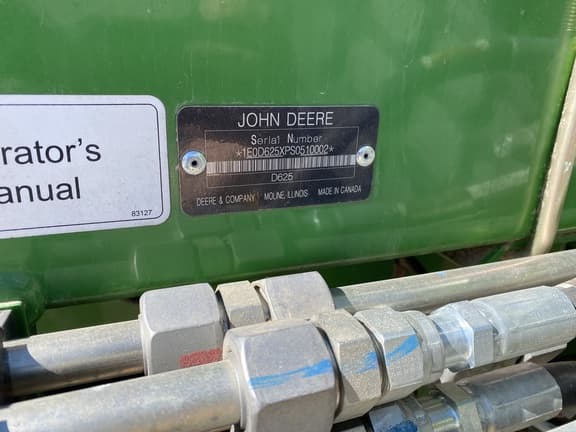 rator's
anual
83127
JOHN DEERE
Serial Number
*1E0D625XPS0510002*
D625
DEERE & COMPANY MOLINE, ILLINOIS MADE IN CANADA